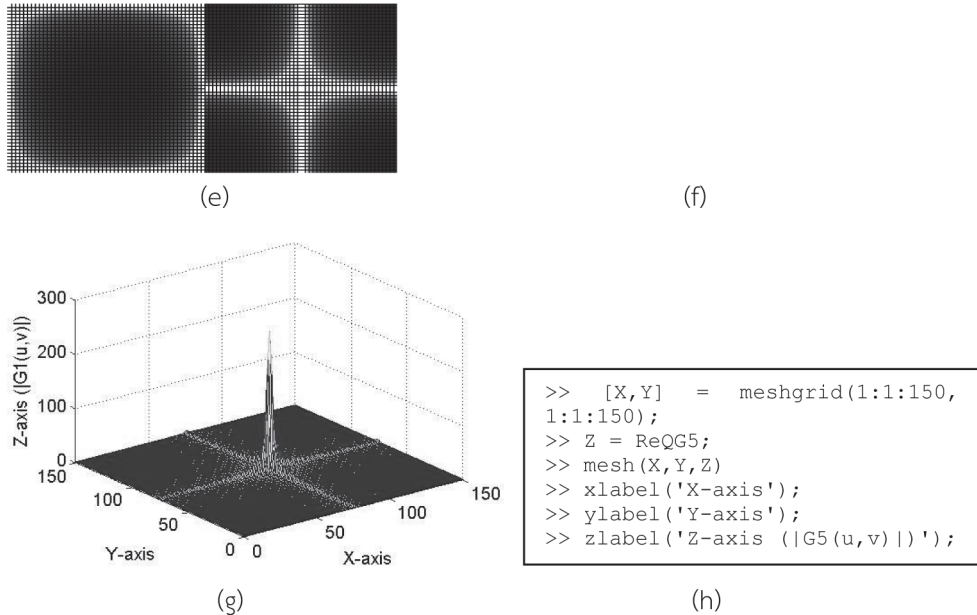 (e)
(f)
300
200
100
0
150
100
50
0
0
50
100
150
Z-axis (|G1(u,v)|)
Y-axis
X-axis
>> [X,Y] = meshgrid(1:1:150,
1:1:150);
>> Z = ReQG5;
>> mesh(X,Y,Z)
>> xlabel('X-axis');
>> ylabel('Y-axis');
>> zlabel('Z-axis (|G5(u,v)|)');
(g)
(h)